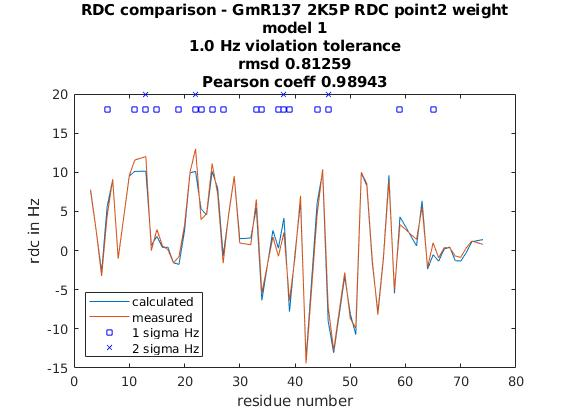 RDC comparison - GmR137 2K5P RDC point2 weight
model 1
1.0 Hz violation tolerance
rmsd 0.81259
Pearson coeff 0.98943
20
15
10
5
0
-5
-10
-15
rdc in Hz
calculated
measured
1 sigma Hz
2 sigma Hz
0 10 20 30 40 50 60 70 80
residue number